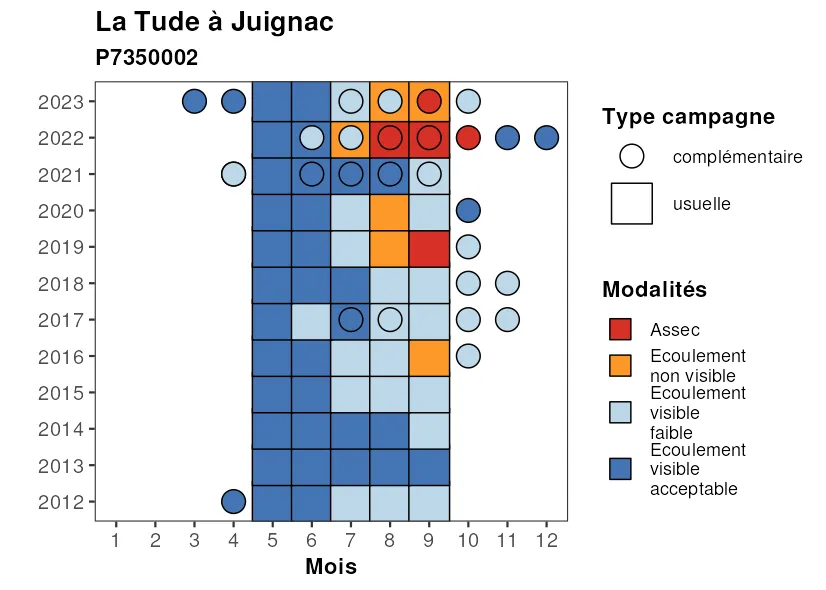 La Tude à Juignac
P7350002
2023
2022
2021
2020
2019
2018
2017
2016
2015
2014
2013
2012
1 2 3 4 5 6 7 8 9 10 11 12
Mois
Type campagne
complémentaire
usuelle
Modalités
Assec
Ecoulement
non visible
Ecoulement
visible
faible
Ecoulement
visible
acceptable